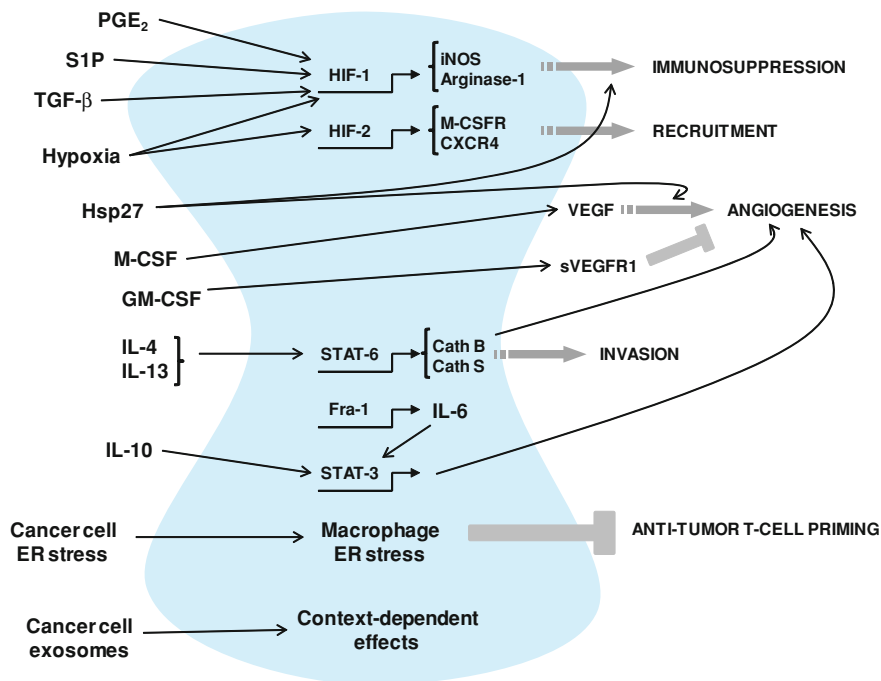 PGE2
S1P
TGF-β
Hypoxia
HIF-1
iNOS
Arginase-1
IMMUNOSUPPRESSION
HIF-2
M-CSFR
CXCR4
RECRUITMENT
Hsp27
VEGF
ANGIOGENESIS
M-CSF
sVEGFR1
GM-CSF
IL-4
IL-13
STAT-6
Cath B
Cath S
INVASION
Fra-1
IL-6
IL-10
STAT-3
Cancer cell
ER stress
Macrophage
ER stress
ANTI-TUMOR T-CELL PRIMING
Cancer cell
exosomes
Context-dependent
effects